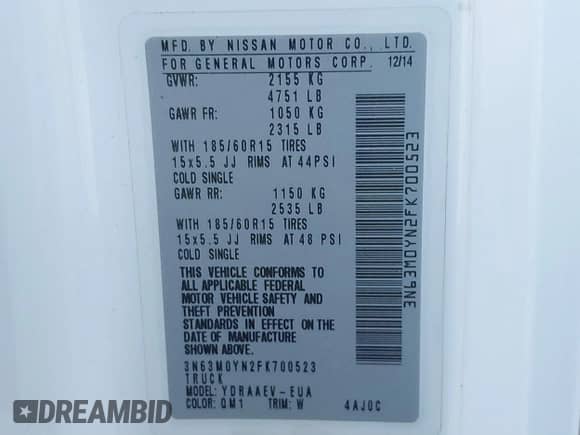 MFD. BY NISSAN MOTOR CO., LTD.
FOR GENERAL MOTORS CORP. 12/14
GVWR: 2155 KG
4751 LB
GAWR FR: 1050 KG
2315 LB
WITH 185/60R15 TIRES
15x5.5 JJ RIMS AT 44PSI
COLD SINGLE
GAWR RR: 1150 KG
2535 LB
WITH 185/60R15 TIRES
15x5.5 JJ RIMS AT 48 PSI
COLD SINGLE
THIS VEHICLE CONFORMS TO
ALL APPLICABLE FEDERAL
MOTOR VEHICLE SAFETY AND
THEFT PREVENTION
STANDARDS IN EFFECT ON THE
DATE OF MANUFACTURE
SHOWN ABOVE.
3N63M0YN2FK700523
TRUCK
MODEL: YDRAAEV-EUA
COLOR: QM1 TRIM: W 4AJ0C
3N63M0YN2FK700523
DREAMBID